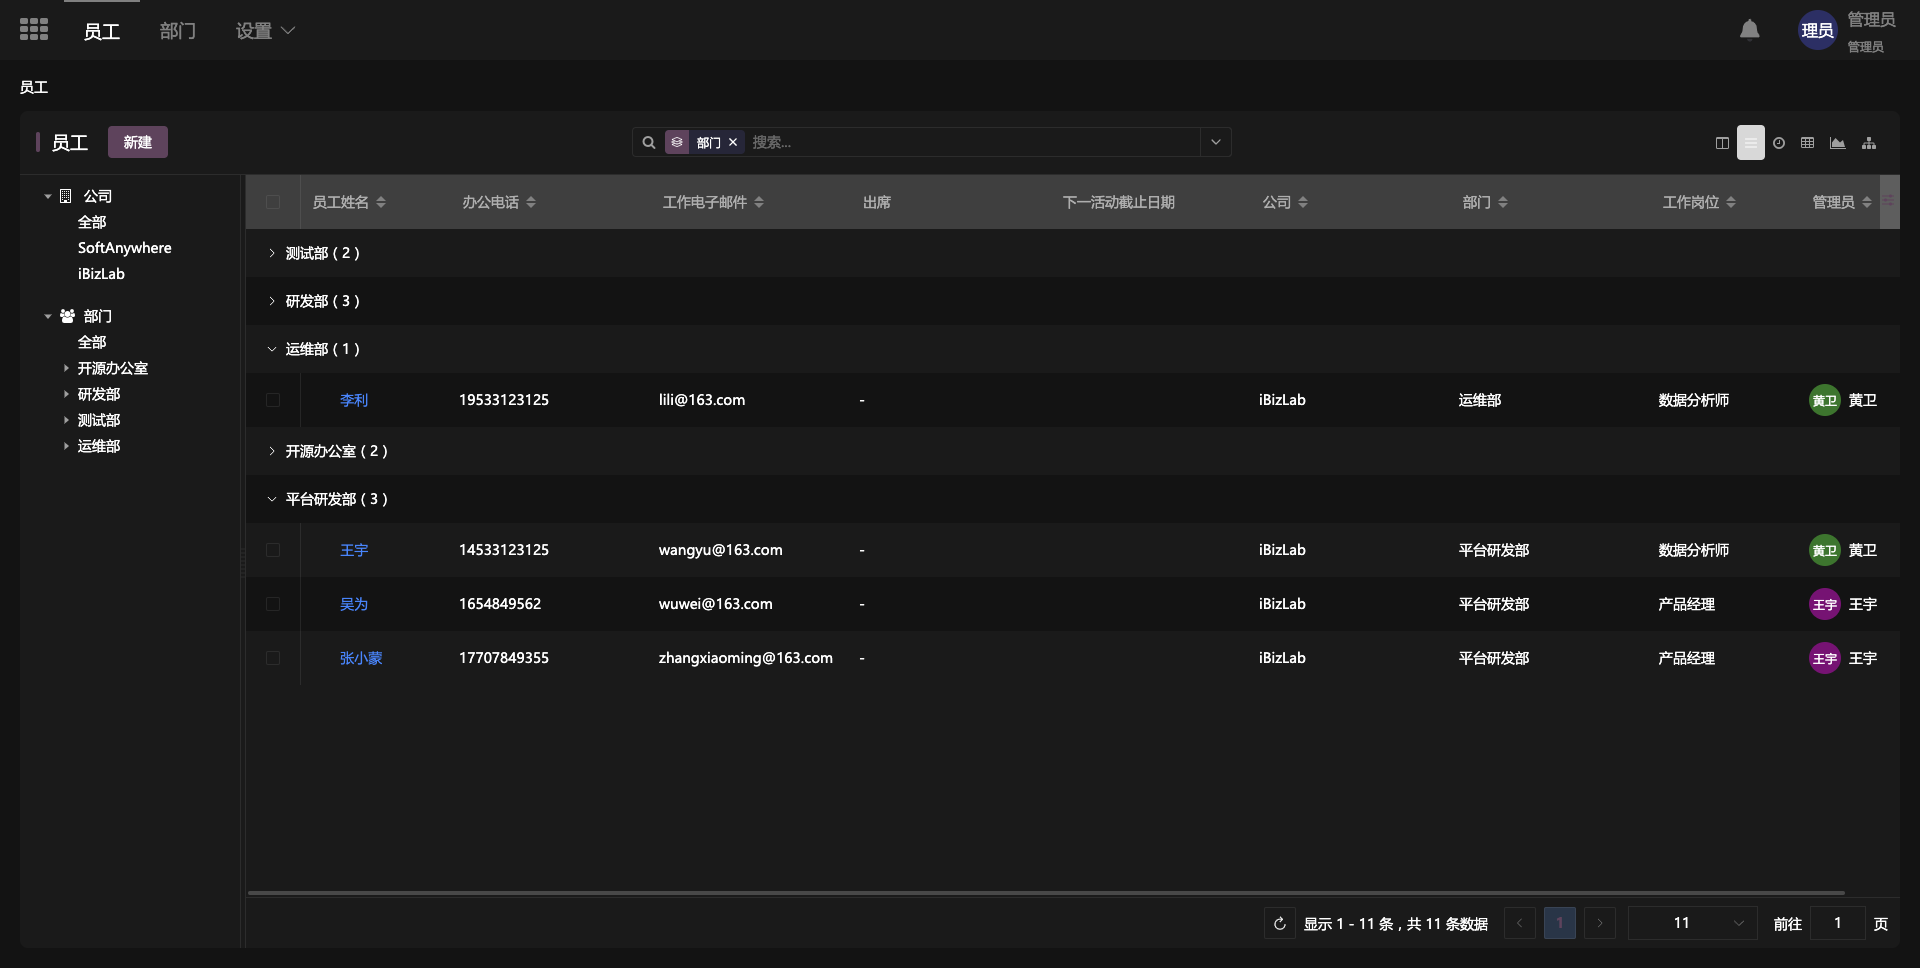 员工 部门 设置
理员 管理员
管理员
员工
员工 新建 部门 搜索...
公司
全部
SoftAnywhere
iBizLab
部门
全部
开源办公室
研发部
测试部
运维部
员工姓名 办公电话 工作电子邮件 出席 下一活动截止日期 公司 部门 工作岗位 管理员
测试部 ( 2 )
研发部 ( 3 )
运维部 ( 1 )
李利 19533123125 lili@163.com - iBizLab 运维部 数据分析师 黄卫 黄卫
开源办公室 ( 2 )
平台研发部 ( 3 )
王宇 14533123125 wangyu@163.com - iBizLab 平台研发部 数据分析师 黄卫 黄卫
吴为 1654849562 wuwei@163.com - iBizLab 平台研发部 产品经理 王宇 王宇
张小蒙 17707849355 zhangxiaoming@163.com - iBizLab 平台研发部 产品经理 王宇 王宇
显示 1 - 11 条，共 11 条数据 1 11 前往 1 页